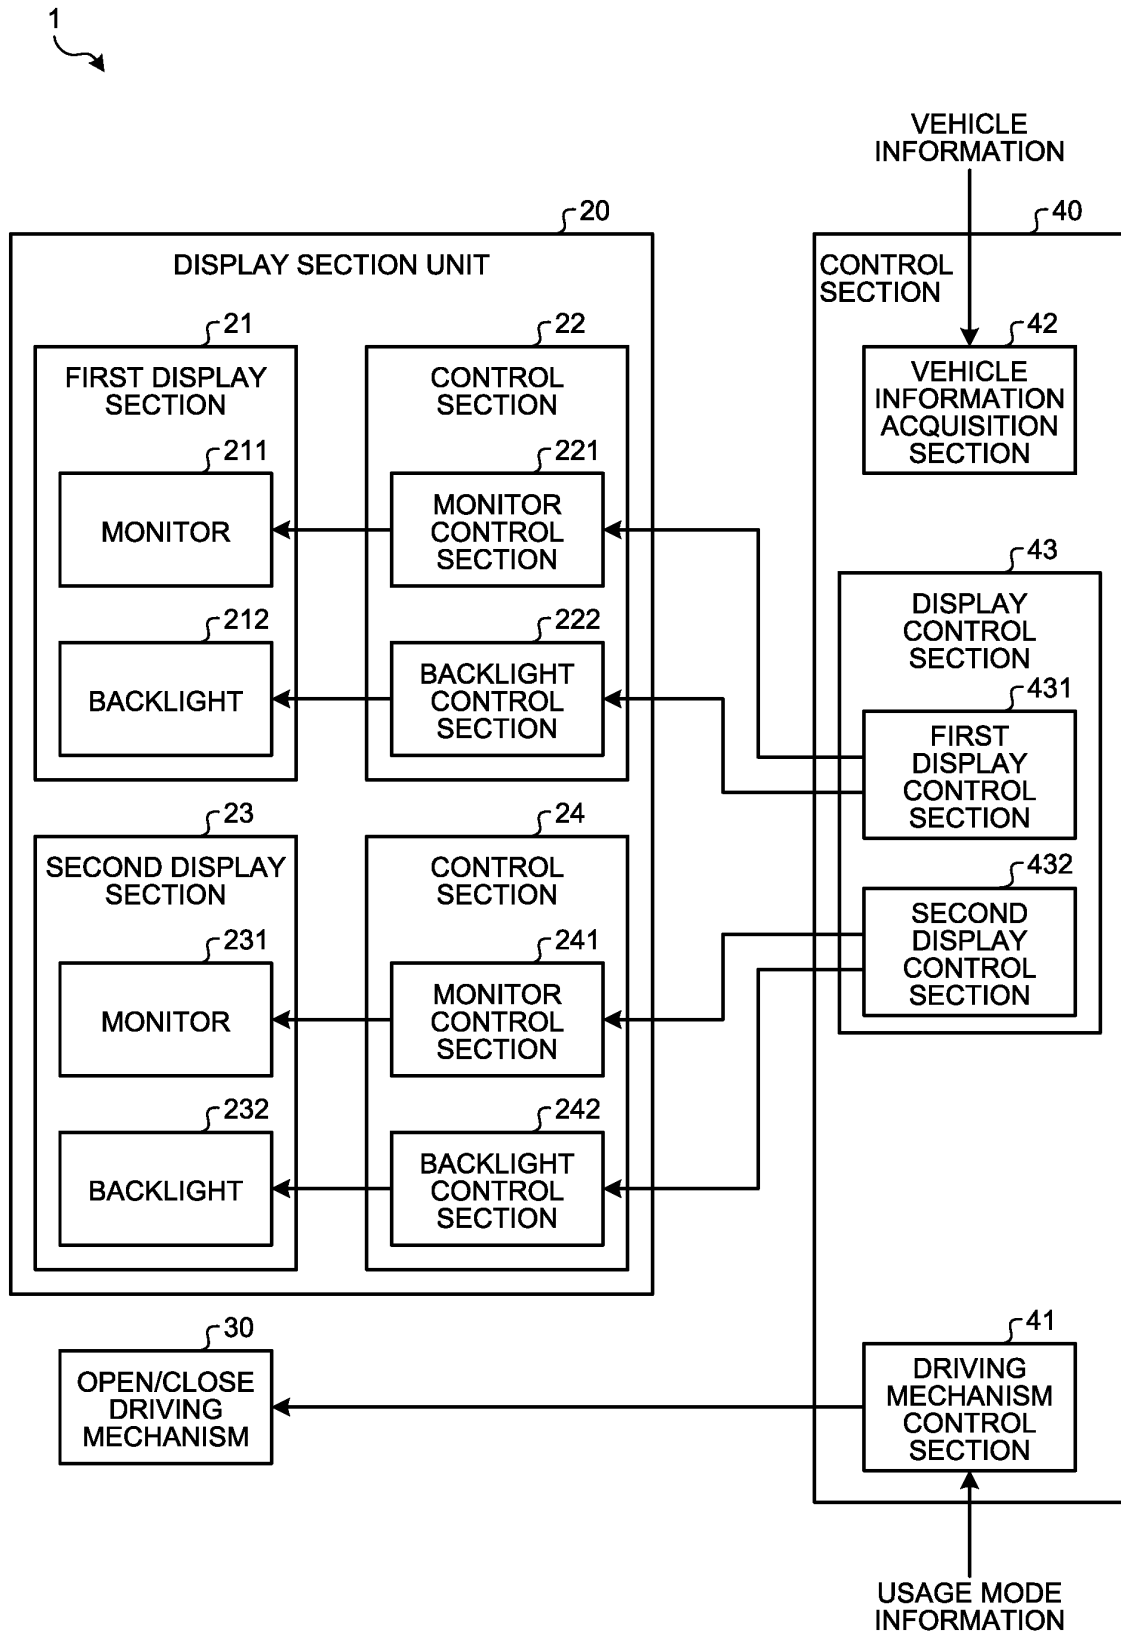 1
VEHICLE
INFORMATION
20
DISPLAY SECTION UNIT
21
FIRST DISPLAY
SECTION
211
MONITOR
212
BACKLIGHT
22
CONTROL
SECTION
221
MONITOR
CONTROL
SECTION
222
BACKLIGHT
CONTROL
SECTION
23
SECOND DISPLAY
SECTION
231
MONITOR
232
BACKLIGHT
24
CONTROL
SECTION
241
MONITOR
CONTROL
SECTION
242
BACKLIGHT
CONTROL
SECTION
30
OPEN/CLOSE
DRIVING
MECHANISM
40
CONTROL
SECTION
42
VEHICLE
INFORMATION
ACQUISITION
SECTION
43
DISPLAY
CONTROL
SECTION
431
FIRST
DISPLAY
CONTROL
SECTION
432
SECOND
DISPLAY
CONTROL
SECTION
41
DRIVING
MECHANISM
CONTROL
SECTION
USAGE MODE
INFORMATION